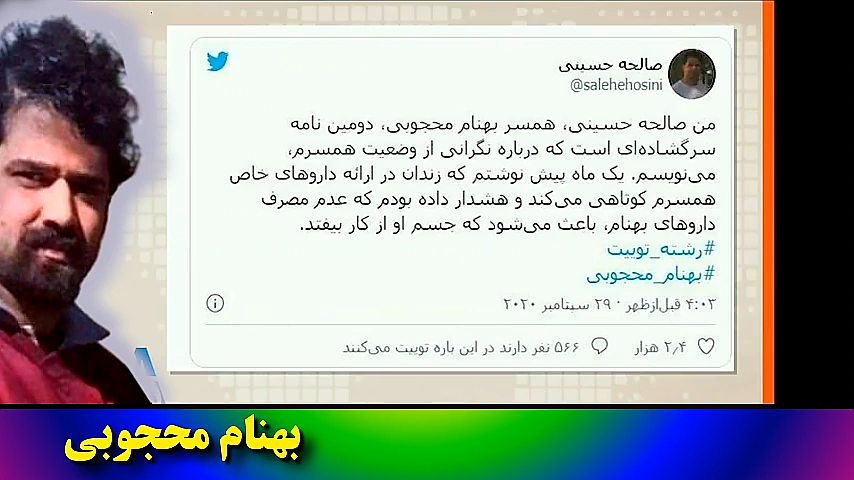 صالحه حسینی
@salehehosini
من صالحه حسینی، همسر بهنام محجوبی، دومین نامه
سرگشاده‌ای است که درباره نگرانی از وضعیت همسرم،
می‌نویسم. یک ماه پیش نوشتم که زندان در ارائه داروهای خاص
همسرم کوتاهی می‌کند و هشدار داده بودم که عدم مصرف
داروهای بهنام، باعث می‌شود که جسم او از کار بیفتد.
#رشته_توییت
#بهنام_محجوبی
۴:۰۲ قبل‌ازظهر · ۲۹ سپتامبر ۲۰۲۰
۲٫۴ هزار ۵۶۶ نفر دارند در این باره توییت می‌کنند
بهنام محجوبی